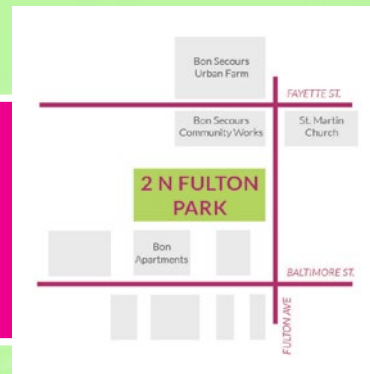 Bon Secours
Urban Farm
FAYETTE ST.
Bon Secours
Community Works
St. Martin
Church
2 N FULTON
PARK
Bon
Apartments
BALTIMORE ST.
FULTON AVE